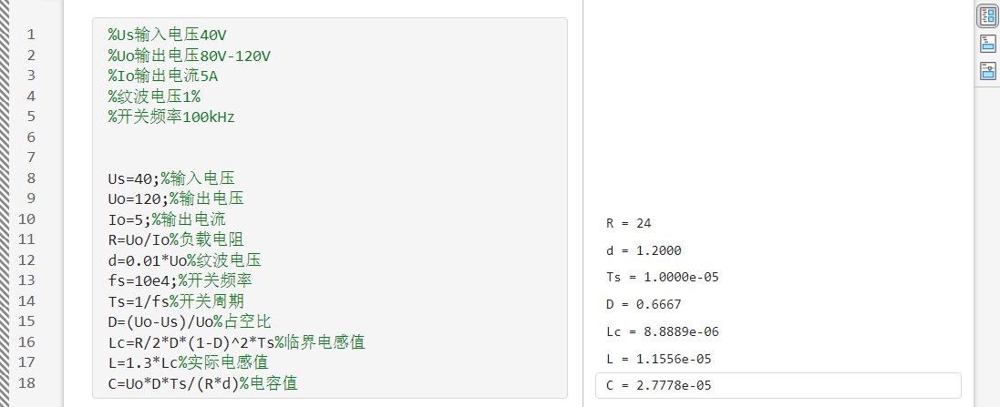 1 %Us输入电压40V
2 %Uo输出电压80V-120V
3 %Io输出电流5A
4 %纹波电压1%
5 %开关频率100kHz
6
7
8 Us=40;%输入电压
9 Uo=120;%输出电压
10 Io=5;%输出电流
11 R=Uo/Io%负载电阻
12 d=0.01*Uo%纹波电压
13 fs=10e4;%开关频率
14 Ts=1/fs%开关周期
15 D=(Uo-Us)/Uo%占空比
16 Lc=R/2*D*(1-D)^2*Ts%临界电感值
17 L=1.3*Lc%实际电感值
18 C=Uo*D*Ts/(R*d)%电容值
R = 24
d = 1.2000
Ts = 1.0000e-05
D = 0.6667
Lc = 8.8889e-06
L = 1.1556e-05
C = 2.7778e-05